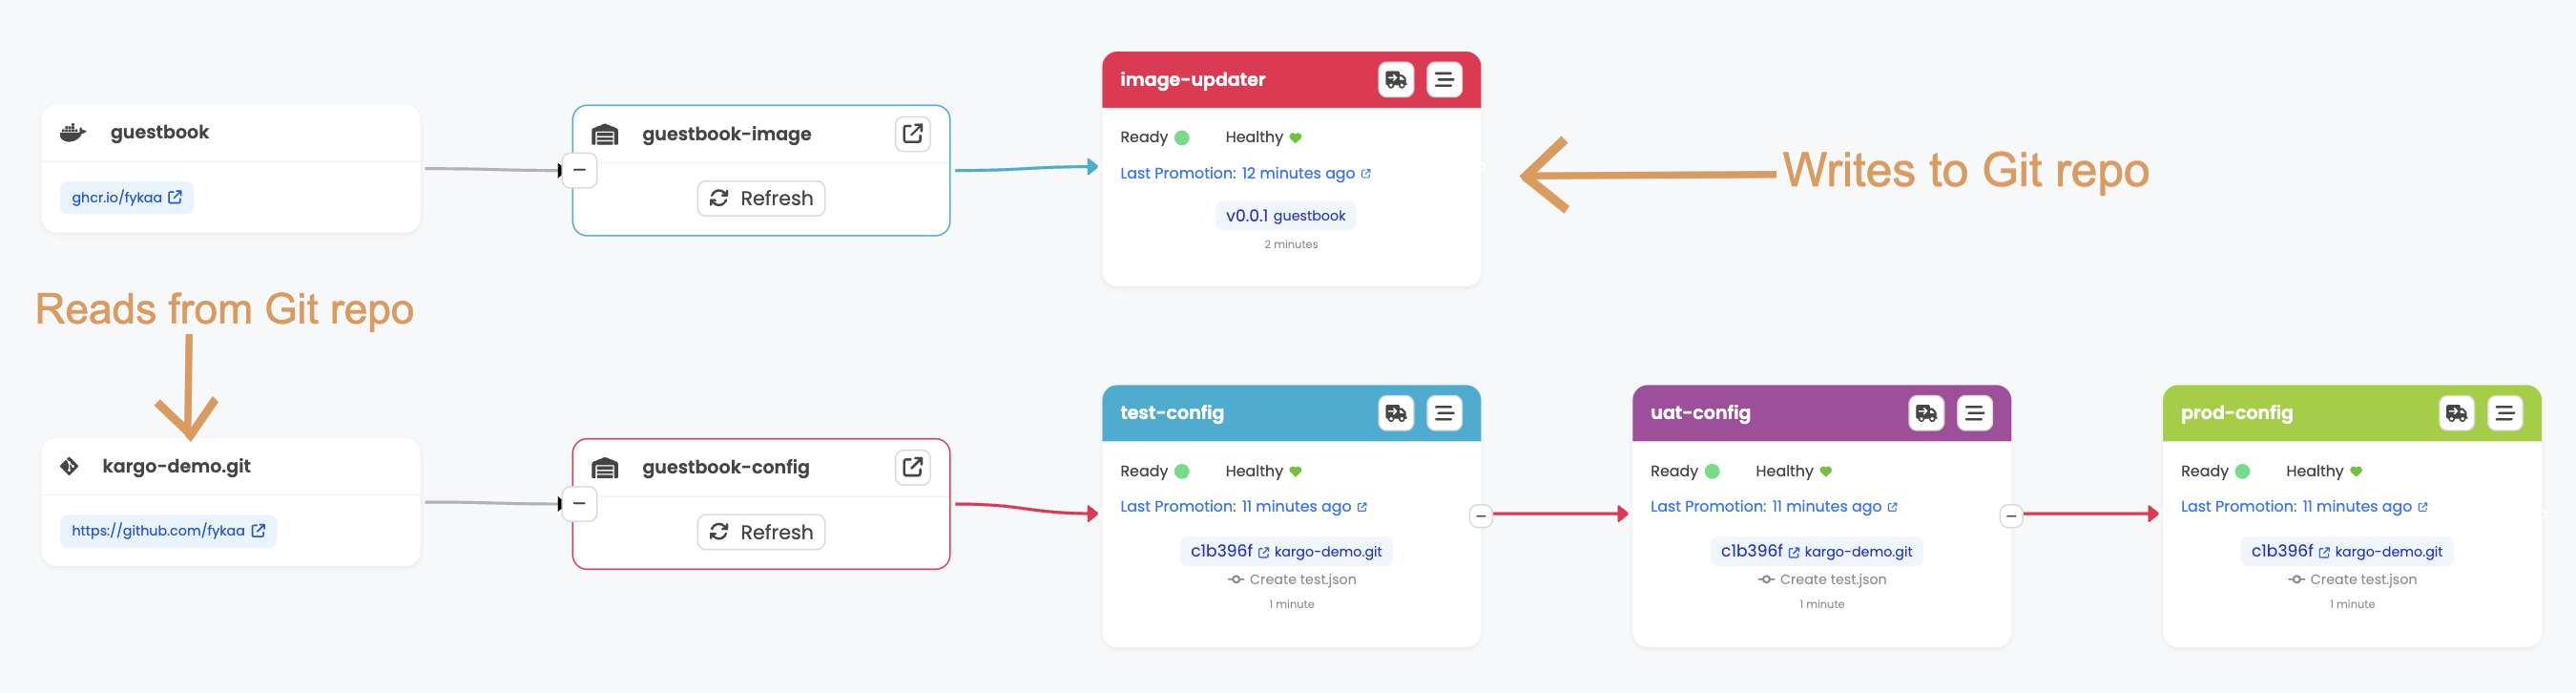 guestbook
ghcr.io/fykaa
guestbook-image
Refresh
image-updater
Ready Healthy
Last Promotion: 12 minutes ago
v0.0.1 guestbook
2 minutes
Writes to Git repo
Reads from Git repo
kargo-demo.git
https://github.com/fykaa
guestbook-config
Refresh
test-config
Ready Healthy
Last Promotion: 11 minutes ago
c1b396f kargo-demo.git
Create test.json
1 minute
uat-config
Ready Healthy
Last Promotion: 11 minutes ago
c1b396f kargo-demo.git
Create test.json
1 minute
prod-config
Ready Healthy
Last Promotion: 11 minutes ago
c1b396f kargo-demo.git
Create test.json
1 minute